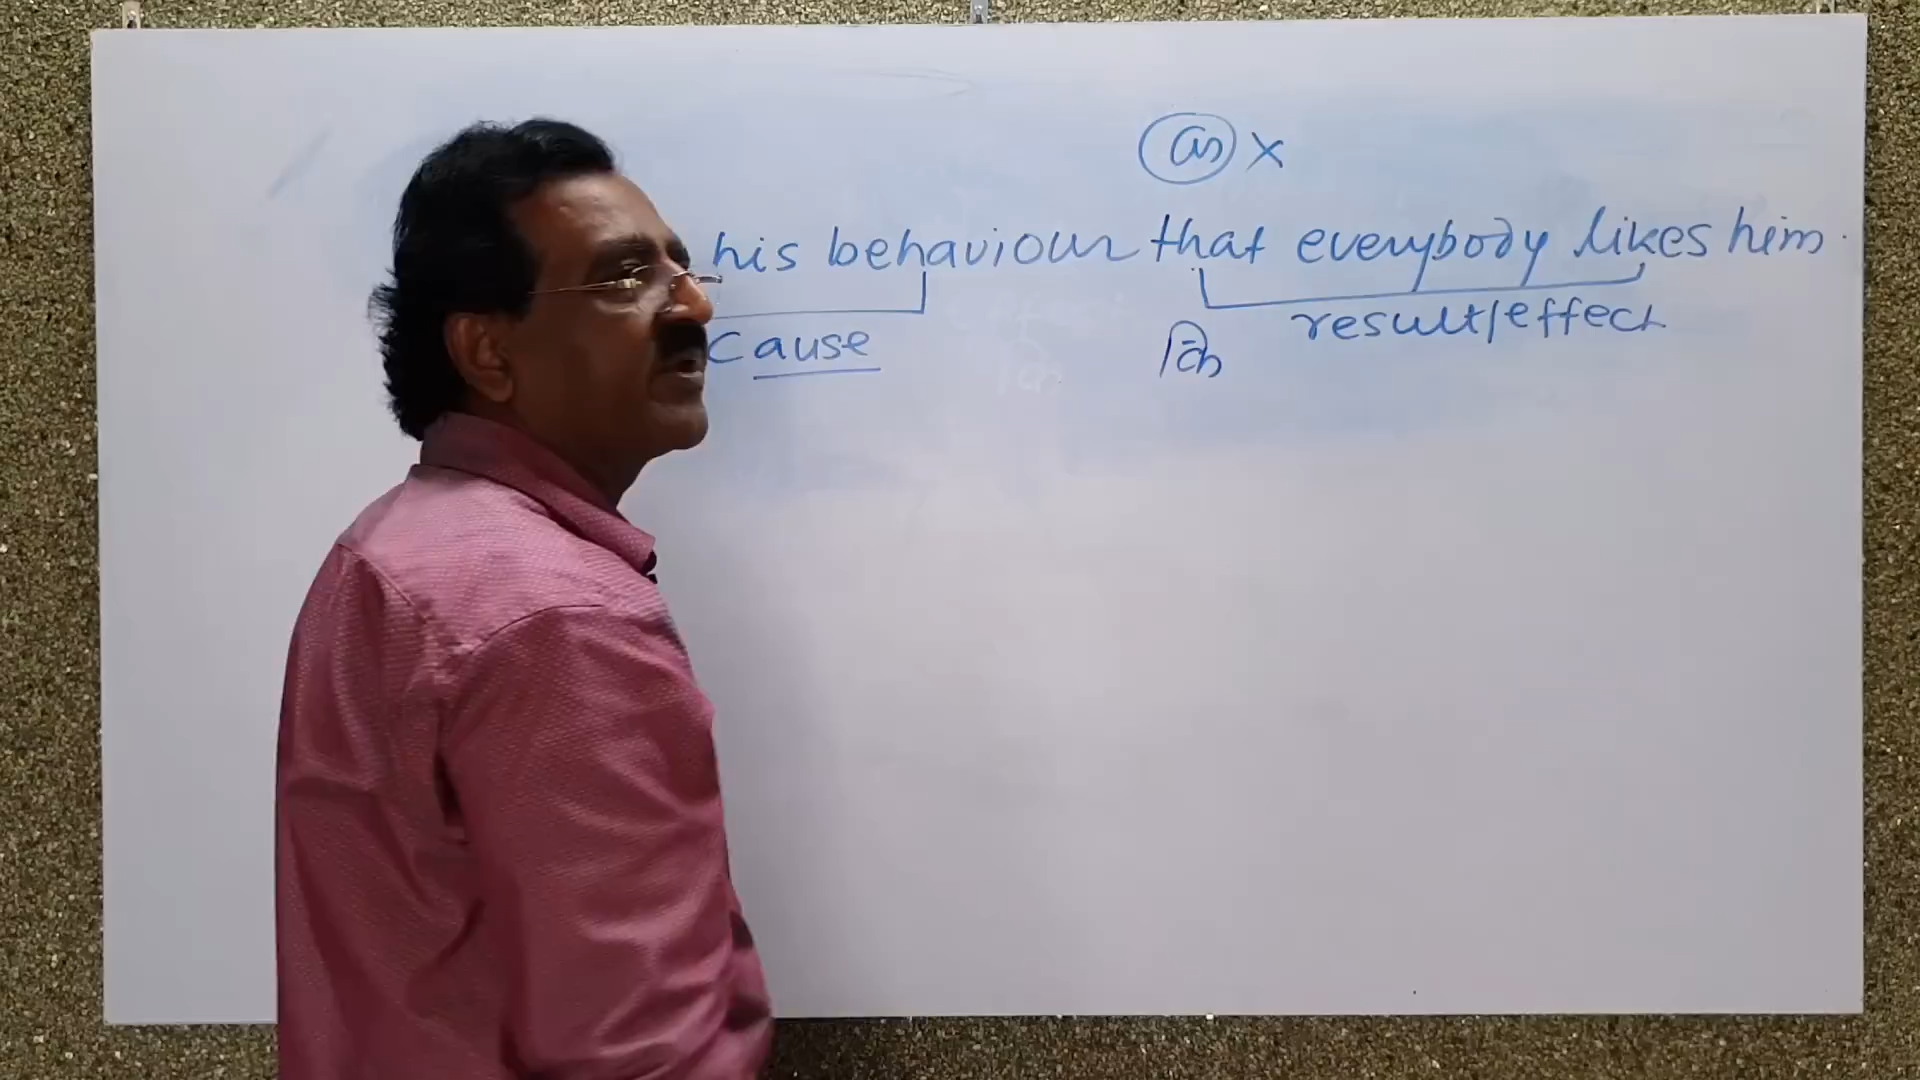 as x
his behaviour that everybody likes him.
cause कि result/effect